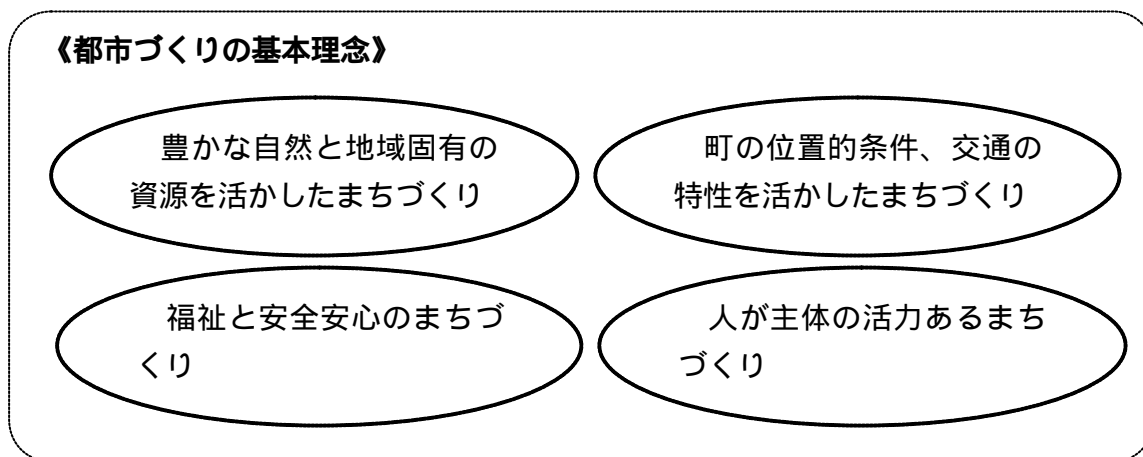 《都市づくりの基本理念》
豊かな自然と地域固有の
資源を活かしたまちづくり
町の位置的条件、交通の
特性を活かしたまちづくり
福祉と安全安心のまちづ
くり
人が主体の活力あるまち
づくり